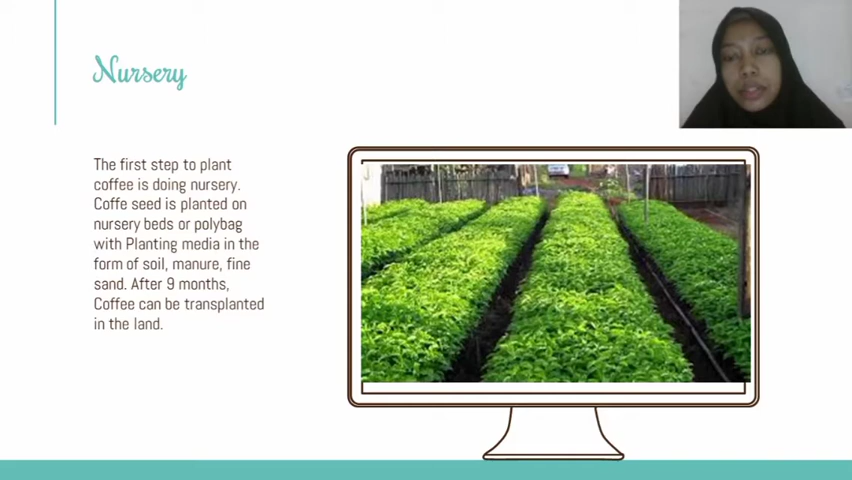 Nursery
The first step to plant
coffee is doing nursery.
Coffe seed is planted on
nursery beds or polybag
with Planting media in the
form of soil, manure, fine
sand. After 9 months,
Coffee can be transplanted
in the land.